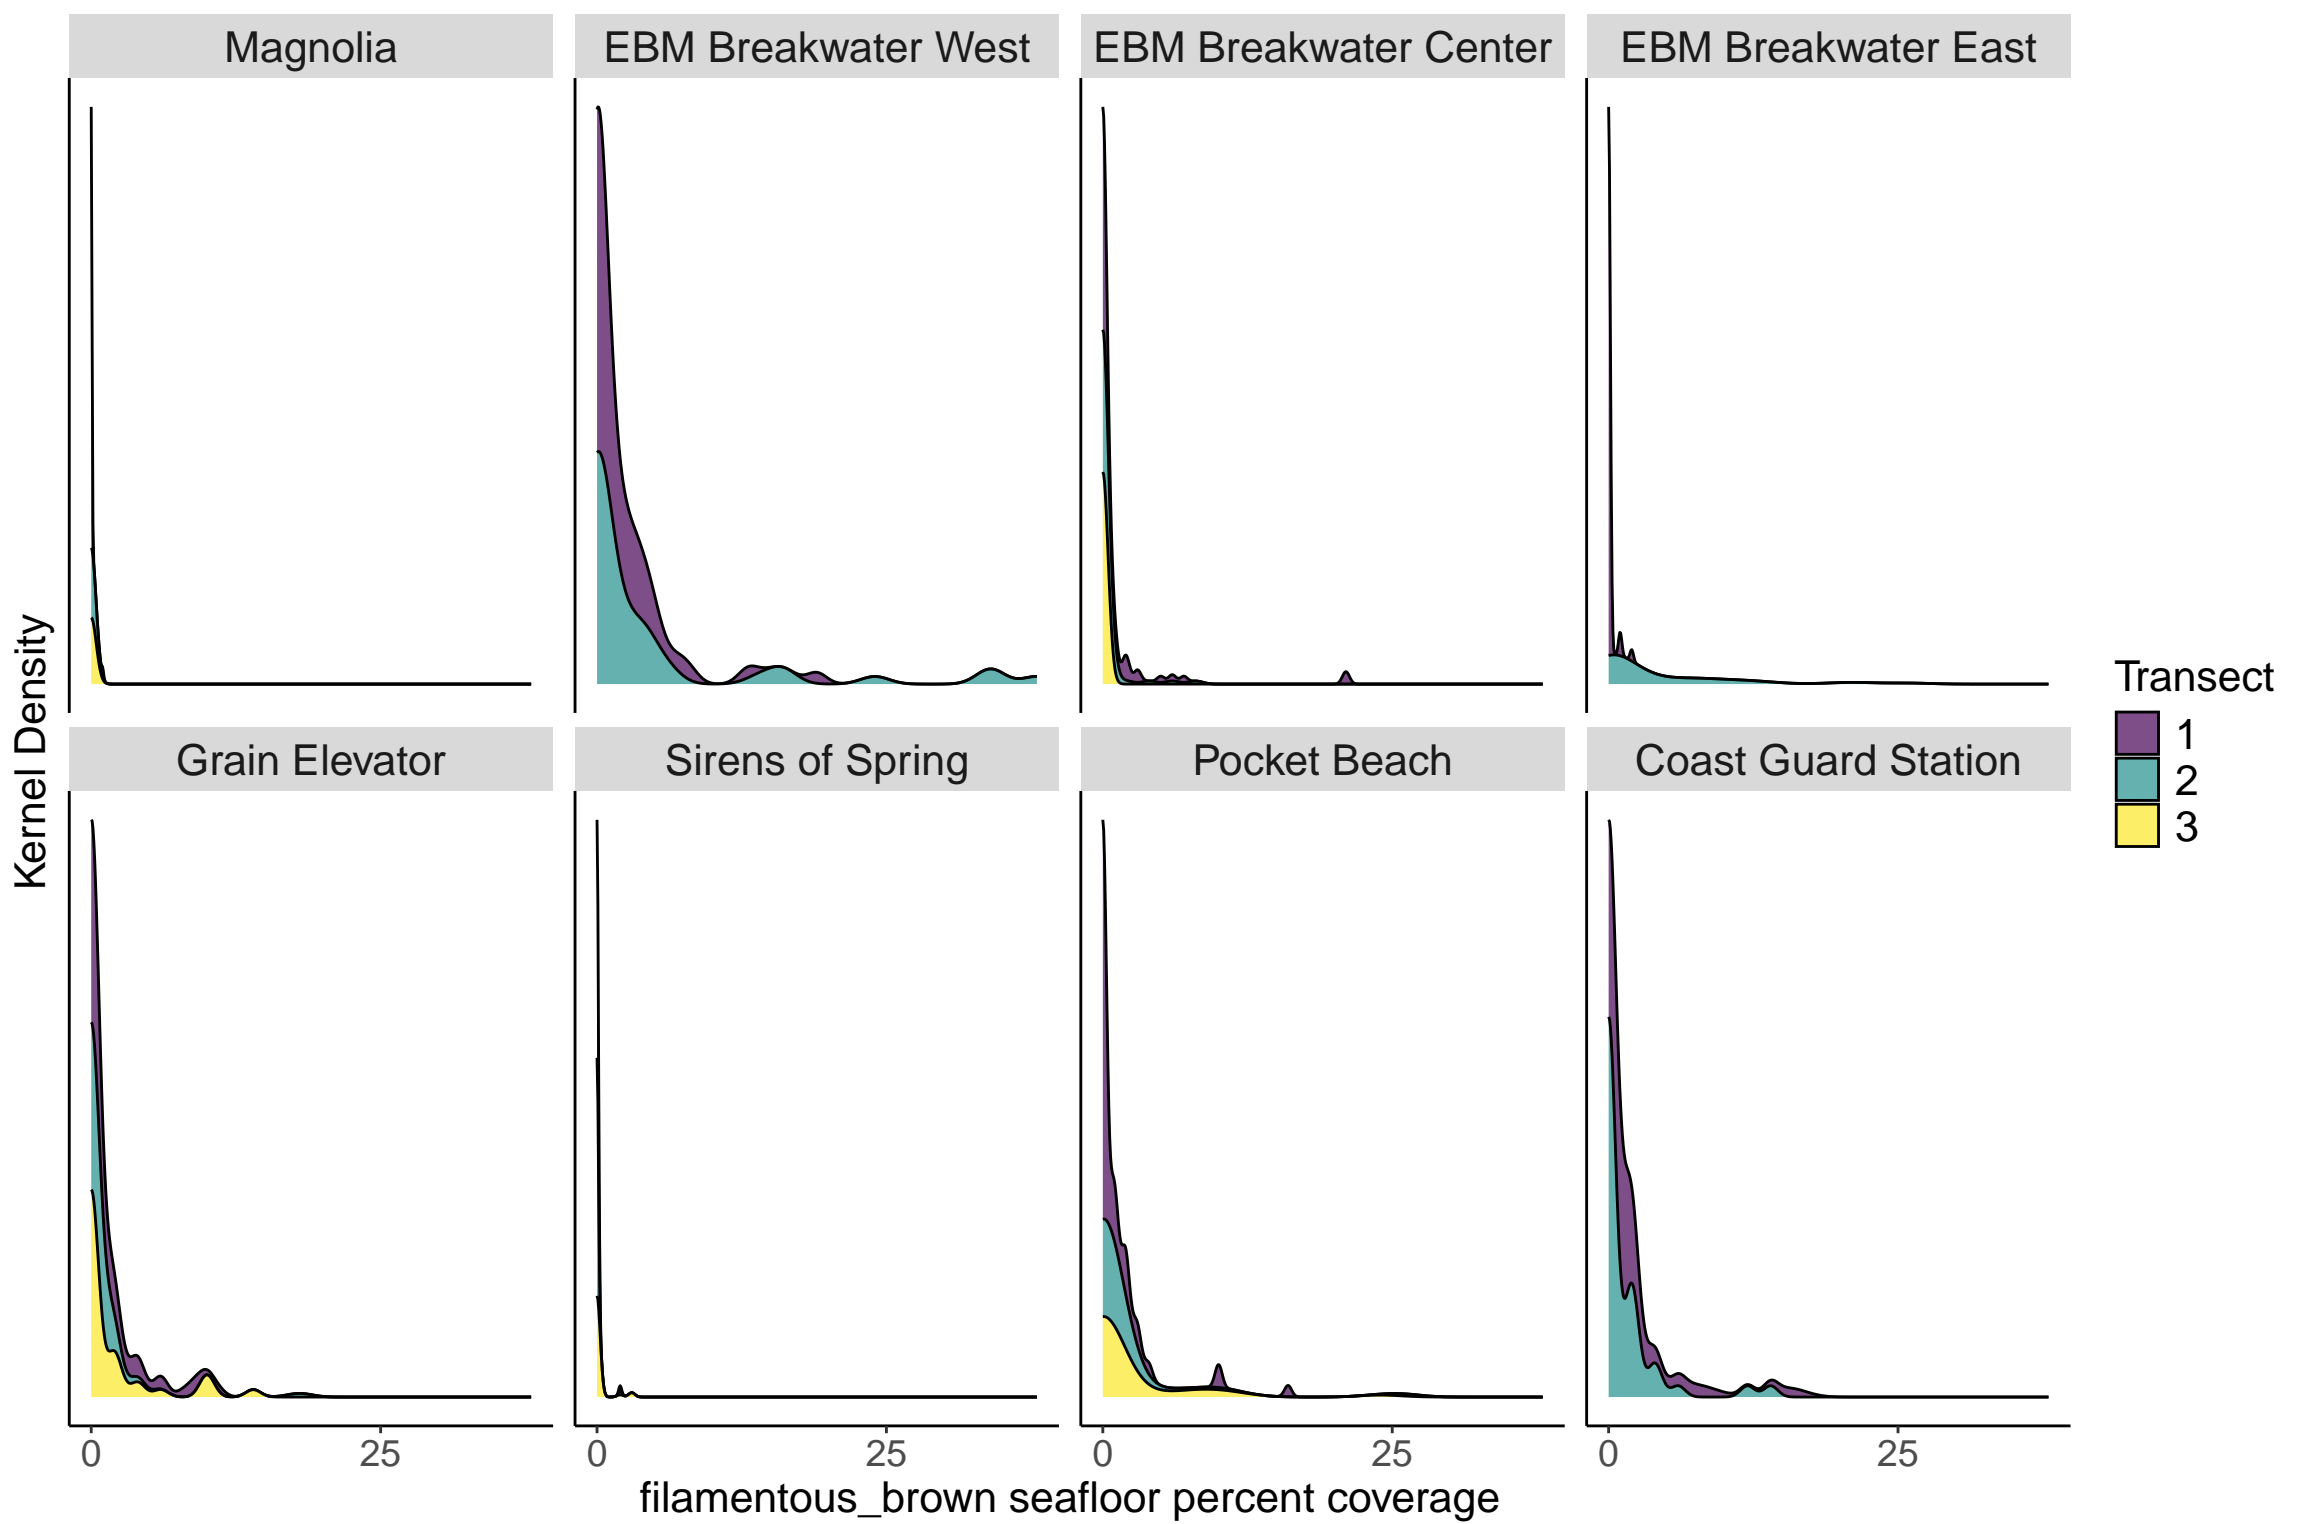 Magnolia
EBM Breakwater West
EBM Breakwater Center
EBM Breakwater East
Kernel Density
Grain Elevator
Sirens of Spring
Pocket Beach
Coast Guard Station
Transect
1
2
3
0 25
0 25
0 25
0 25
filamentous_brown seafloor percent coverage